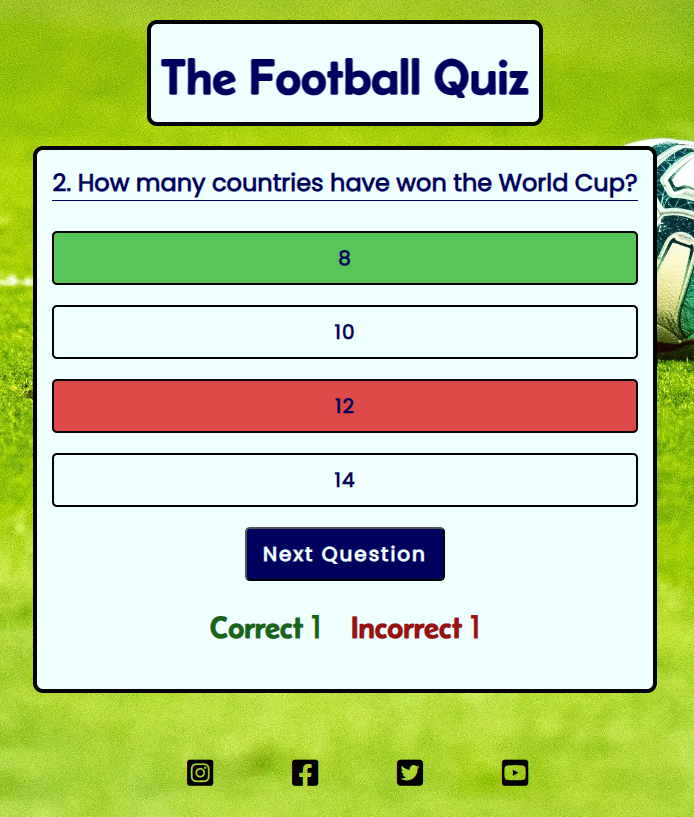 The Football Quiz
2. How many countries have won the World Cup?
8
10
12
14
Next Question
Correct 1 Incorrect 1